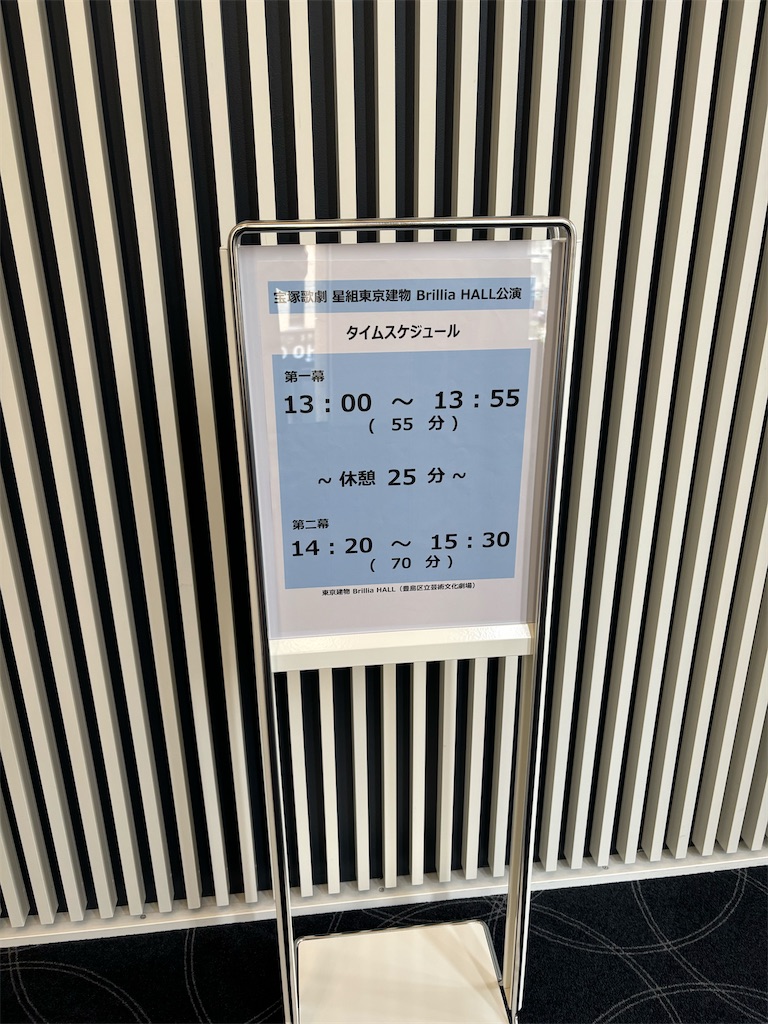 宝塚歌劇 星組東京建物 Brillia HALL公演
タイムスケジュール
第一幕
13：00 ～ 13：55
( 55 分 )
～ 休憩 25 分 ～
第二幕
14：20 ～ 15：30
( 70 分 )
東京建物 Brillia HALL（豊島区立芸術文化劇場）